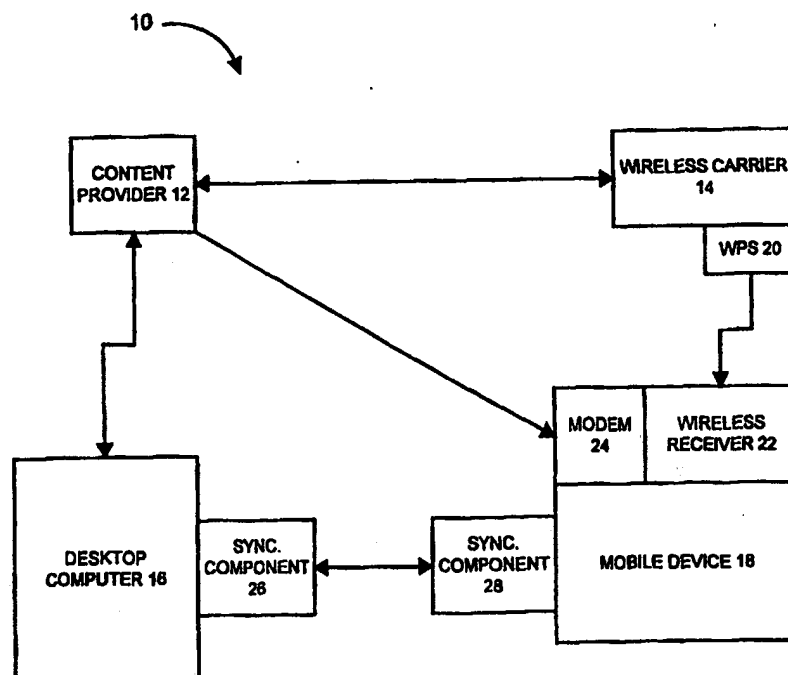 10
CONTENT
PROVIDER 12
WIRELESS CARRIER
14
WPS 20
MODEM
24
WIRELESS
RECEIVER 22
DESKTOP
COMPUTER 16
SYNC.
COMPONENT
26
SYNC.
COMPONENT
28
MOBILE DEVICE 18